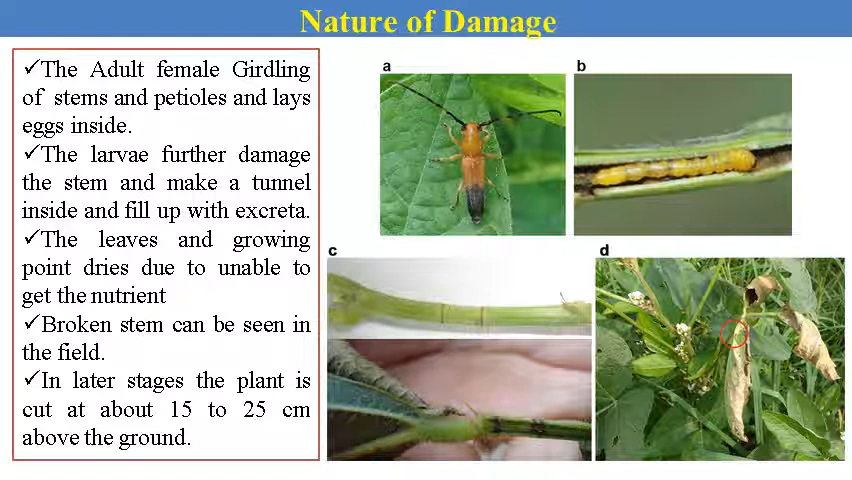 Nature of Damage
✓The Adult female Girdling
of stems and petioles and lays
eggs inside.
✓The larvae further damage
the stem and make a tunnel
inside and fill up with excreta.
✓The leaves and growing
point dries due to unable to
get the nutrient
✓Broken stem can be seen in
the field.
✓In later stages the plant is
cut at about 15 to 25 cm
above the ground.
a
b
c
d